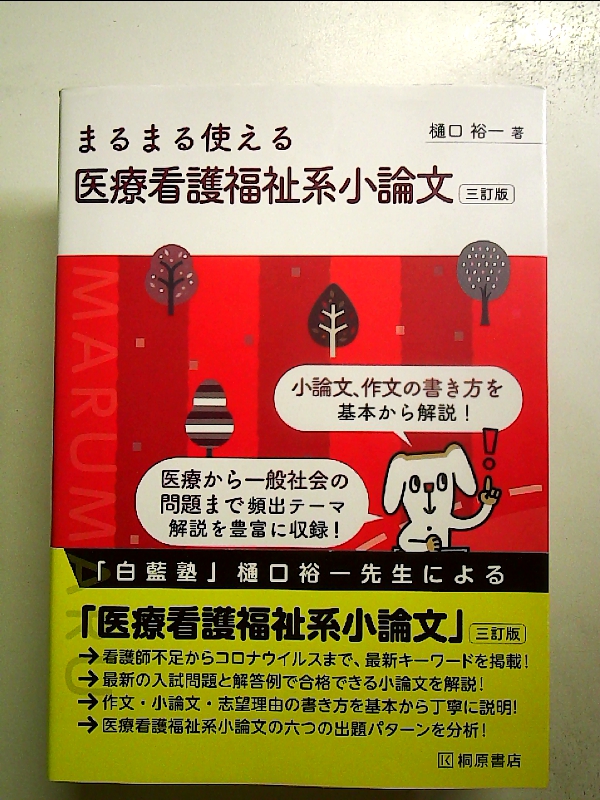 まるまる使える
医療看護福祉系小論文 三訂版
樋口 裕一 著
MARUMARU
小論文、作文の書き方を
基本から解説！
医療から一般社会の
問題まで頻出テーマ
解説を豊富に収録！
「白藍塾」樋口裕一先生による
「医療看護福祉系小論文」 三訂版
→看護師不足からコロナウイルスまで、最新キーワードを掲載！
→最新の入試問題と解答例で合格できる小論文を解説！
→作文・小論文・志望理由の書き方を基本から丁寧に説明！
→医療看護福祉系小論文の六つの出題パターンを分析！
K 桐原書店